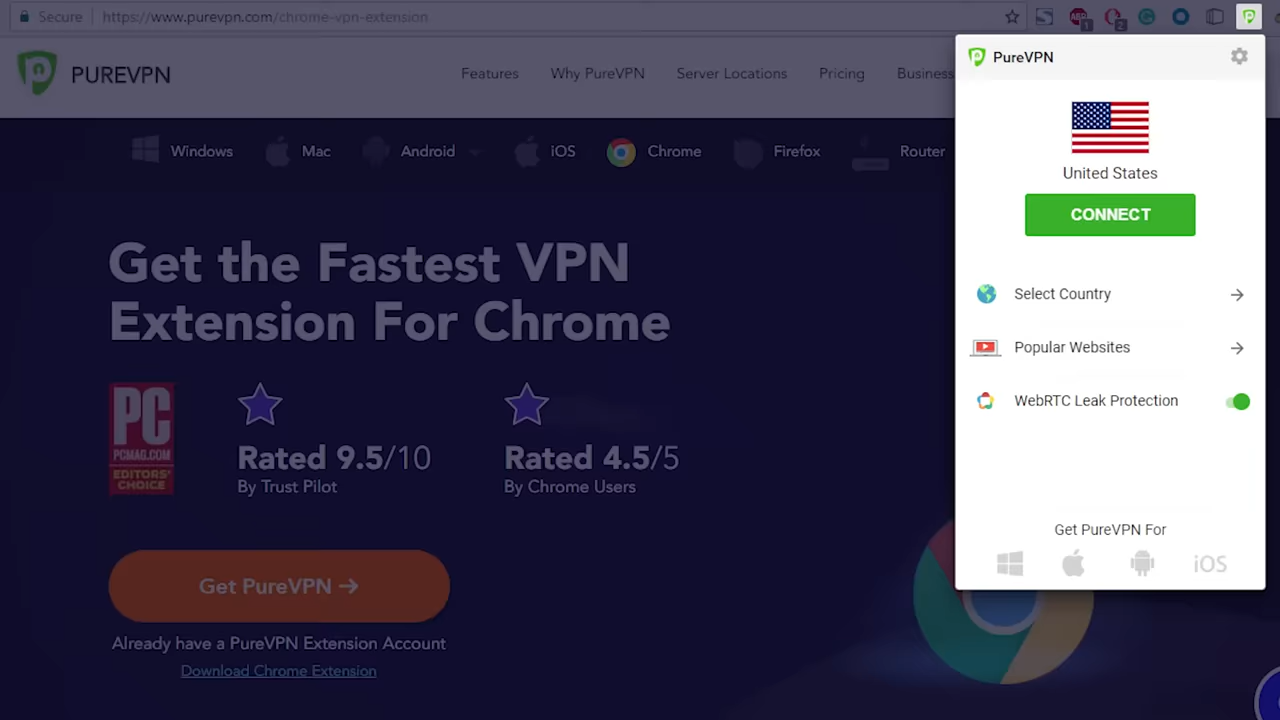 Secure https://www.purevpn.com/chrome-vpn-extension
ABP 1 2
PUREVPN
Features Why PureVPN Server Locations Pricing Business
Windows Mac Android iOS Chrome Firefox Router
Get the Fastest VPN
Extension For Chrome
PC
PCMAG.COM
EDITORS'
CHOICE
Rated 9.5/10
By Trust Pilot
Rated 4.5/5
By Chrome Users
Get PureVPN →
Already have a PureVPN Extension Account
Download Chrome Extension
PureVPN
United States
CONNECT
Select Country
Popular Websites
WebRTC Leak Protection
Get PureVPN For
iOS